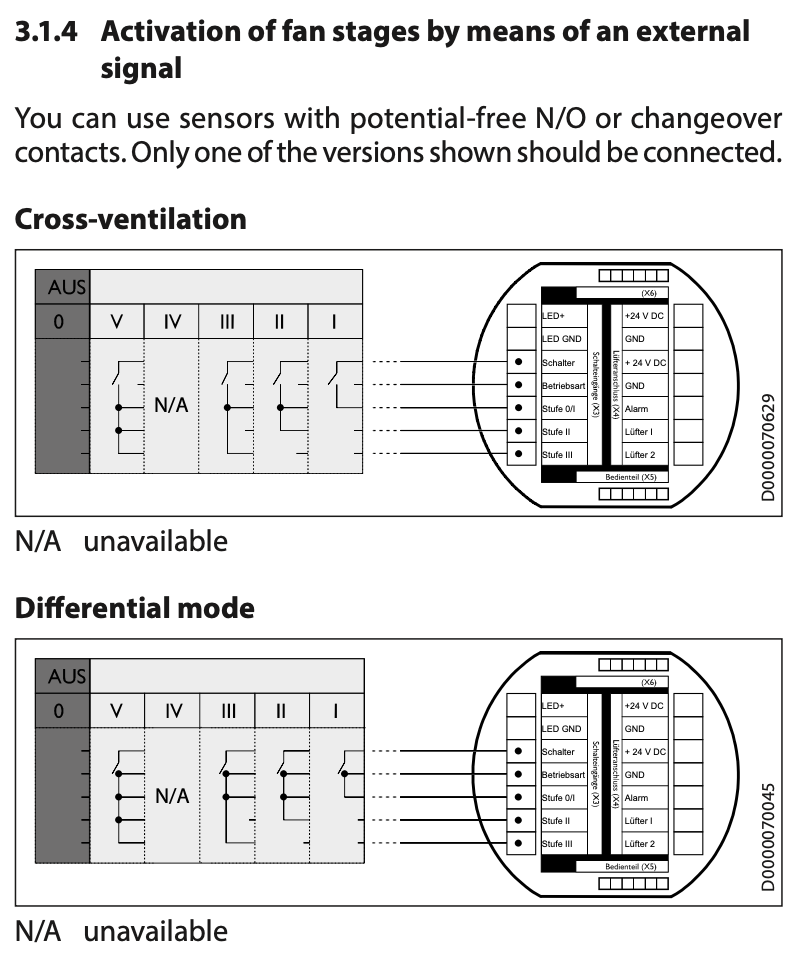 3.1.4 Activation of fan stages by means of an external
signal
You can use sensors with potential-free N/O or changeover
contacts. Only one of the versions shown should be connected.
Cross-ventilation
AUS
0 V IV III II I
N/A
(X6)
LED+ +24 V DC
LED GND GND
Schalter + 24 V DC
Betriebsart GND
Stufe 0/I Alarm
Stufe II Lüfter I
Stufe III Lüfter 2
Schalteingänge (X3)
Lüfteranschluss (X4)
Bedienteil (X5)
D0000070629
N/A unavailable
Differential mode
AUS
0 V IV III II I
N/A
(X6)
LED+ +24 V DC
LED GND GND
Schalter + 24 V DC
Betriebsart GND
Stufe 0/I Alarm
Stufe II Lüfter I
Stufe III Lüfter 2
Schalteingänge (X3)
Lüfteranschluss (X4)
Bedienteil (X5)
D0000070045
N/A unavailable